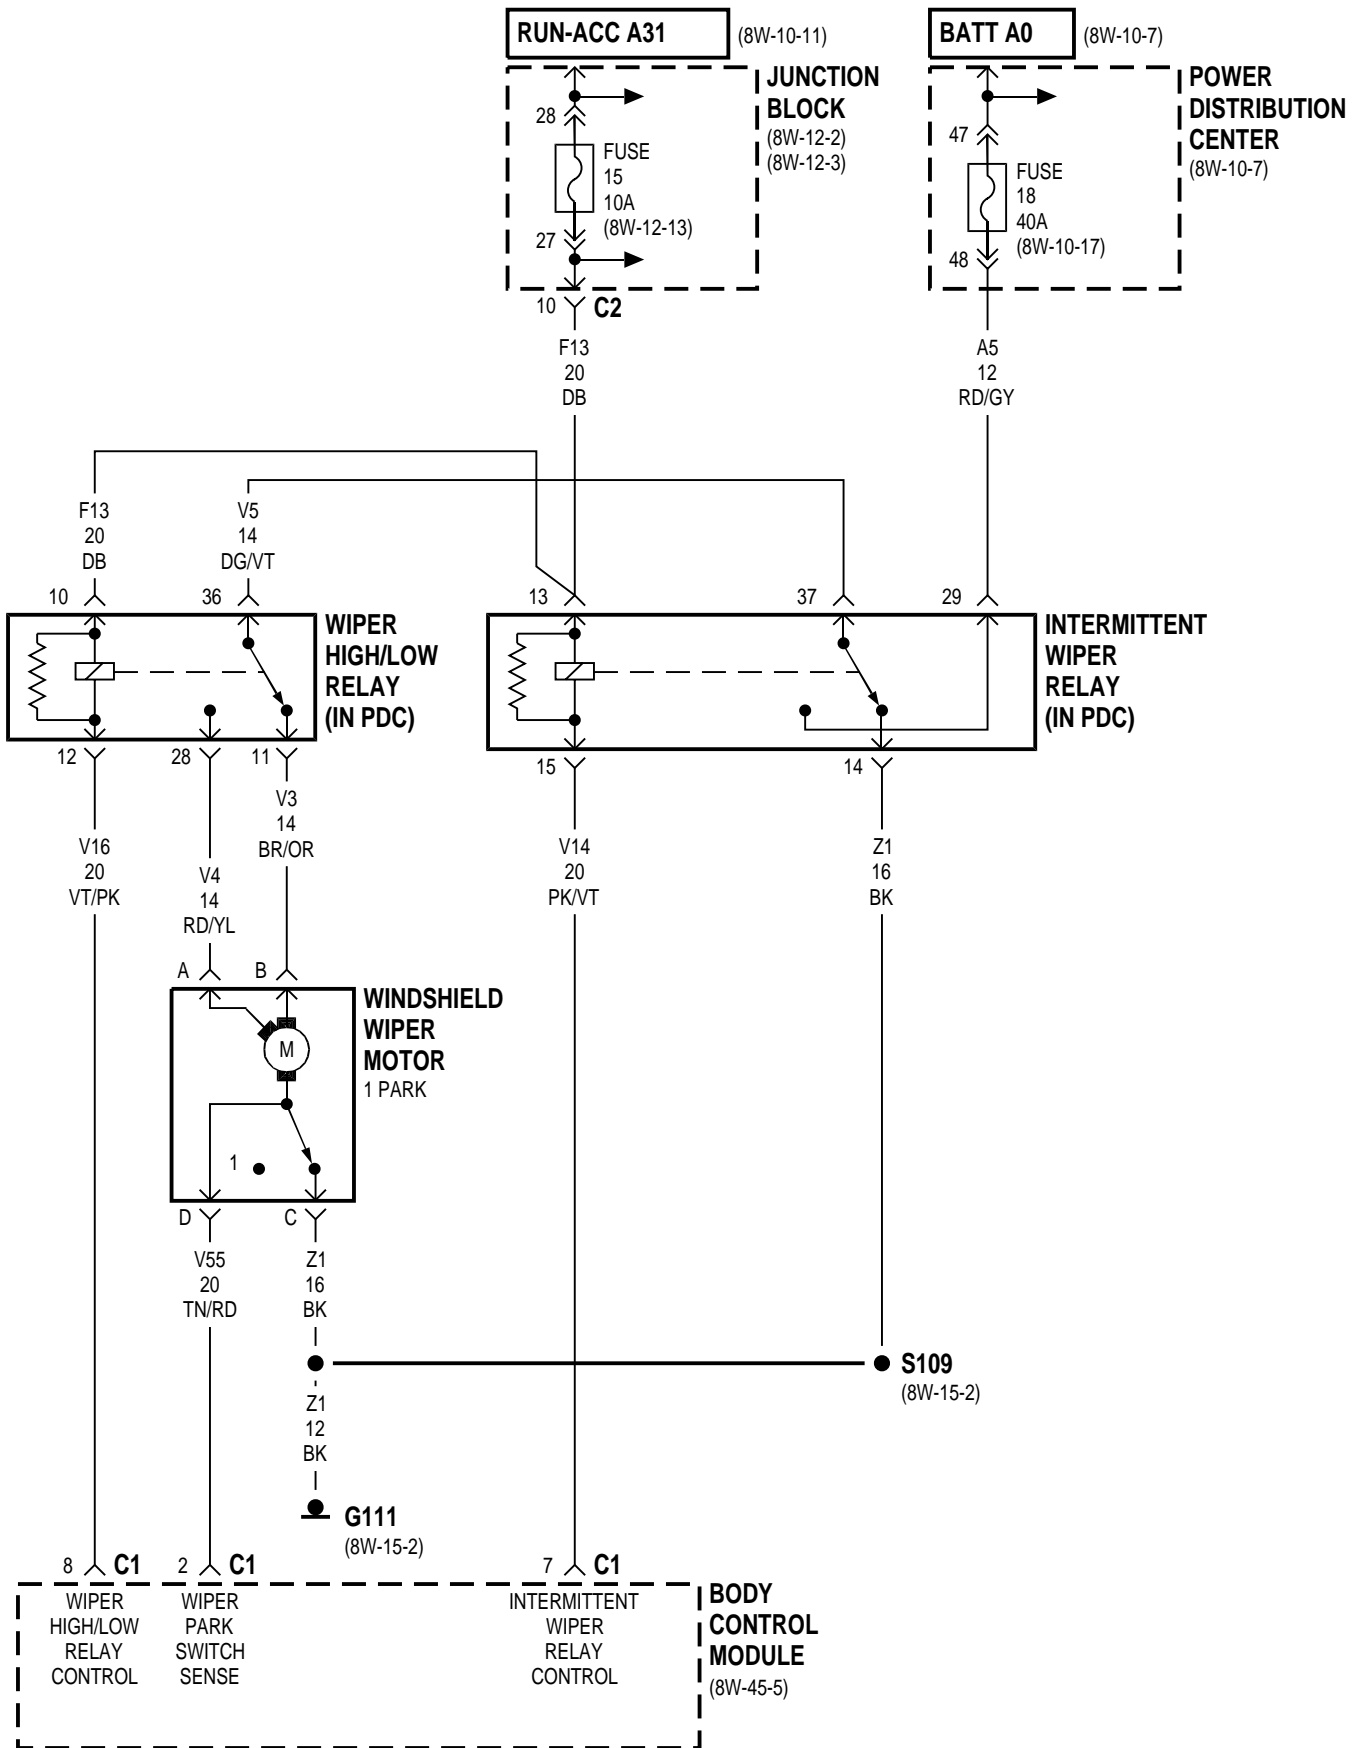 RUN-ACC A31 (8W-10-11)
BATT A0 (8W-10-7)
JUNCTION
BLOCK
(8W-12-2)
(8W-12-3)
28
FUSE
15
10A
(8W-12-13)
27
10 C2
POWER
DISTRIBUTION
CENTER
(8W-10-7)
47
FUSE
18
40A
(8W-10-17)
48
F13
20
DB
A5
12
RD/GY
F13
20
DB
V5
14
DG/VT
10 36 13 37 29
WIPER
HIGH/LOW
RELAY
(IN PDC)
INTERMITTENT
WIPER
RELAY
(IN PDC)
12 28 11 15 14
V3
14
BR/OR
V16
20
VT/PK
V4
14
RD/YL
V14
20
PK/VT
Z1
16
BK
A B
WINDSHIELD
WIPER
MOTOR
1 PARK
M
1
D C
V55
20
TN/RD
Z1
16
BK
S109
(8W-15-2)
Z1
12
BK
G111
(8W-15-2)
8 C1 2 C1 7 C1
WIPER
HIGH/LOW
RELAY
CONTROL
WIPER
PARK
SWITCH
SENSE
INTERMITTENT
WIPER
RELAY
CONTROL
BODY
CONTROL
MODULE
(8W-45-5)